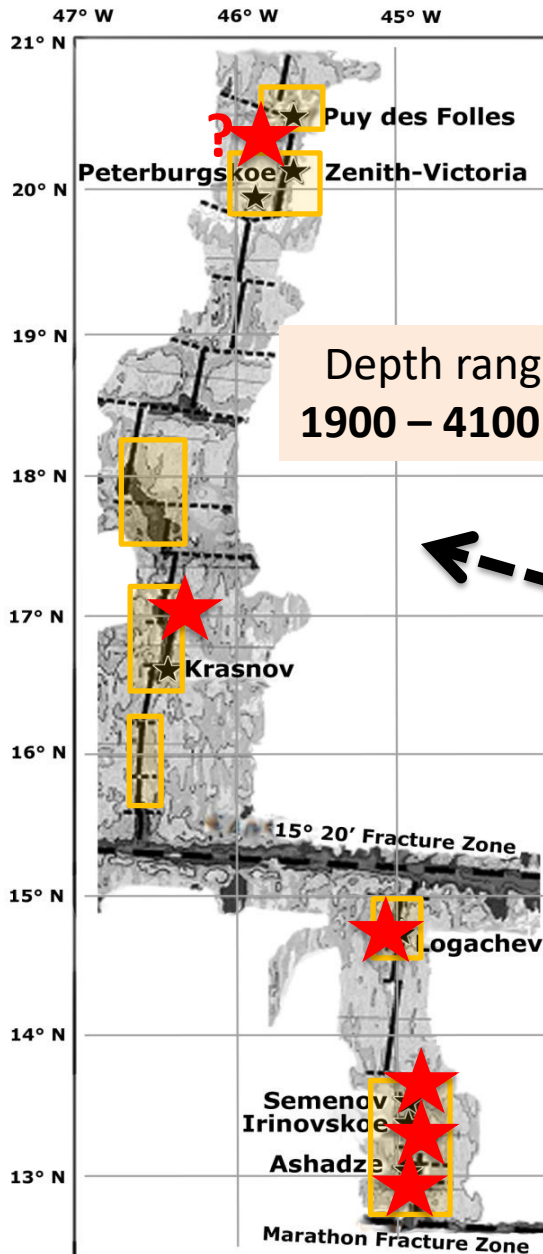 47° W 46° W 45° W
21° N
?
Puy des Folles
Peterburgskoe Zenith-Victoria
20° N
19° N
Depth rang
1900 – 4100
18° N
17° N
Krasnov
16° N
15° 20’ Fracture Zone
15° N
Logachev
14° N
Semenov
Irinovskoe
Ashadze
13° N
Marathon Fracture Zone